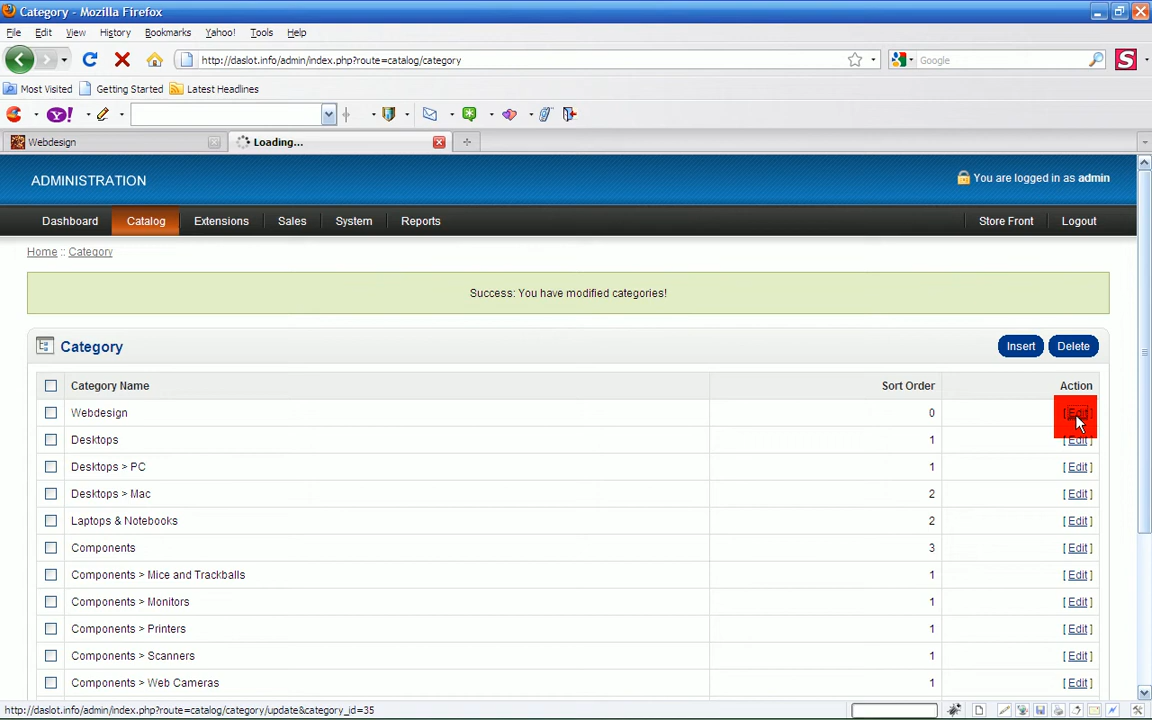 Category - Mozilla Firefox
File Edit View History Bookmarks Yahoo! Tools Help
http://daslot.info/admin/index.php?route=catalog/category
Google
Most Visited Getting Started Latest Headlines
Webdesign Loading...
ADMINISTRATION You are logged in as admin
Dashboard Catalog Extensions Sales System Reports Store Front Logout
Home :: Category
Success: You have modified categories!
Category Insert Delete
Category Name Sort Order Action
Webdesign 0 [ Edit ]
Desktops 1 [ Edit ]
Desktops > PC 1 [ Edit ]
Desktops > Mac 2 [ Edit ]
Laptops & Notebooks 2 [ Edit ]
Components 3 [ Edit ]
Components > Mice and Trackballs 1 [ Edit ]
Components > Monitors 1 [ Edit ]
Components > Printers 1 [ Edit ]
Components > Scanners 1 [ Edit ]
Components > Web Cameras 1 [ Edit ]
http://daslot.info/admin/index.php?route=catalog/category/update&category_id=35